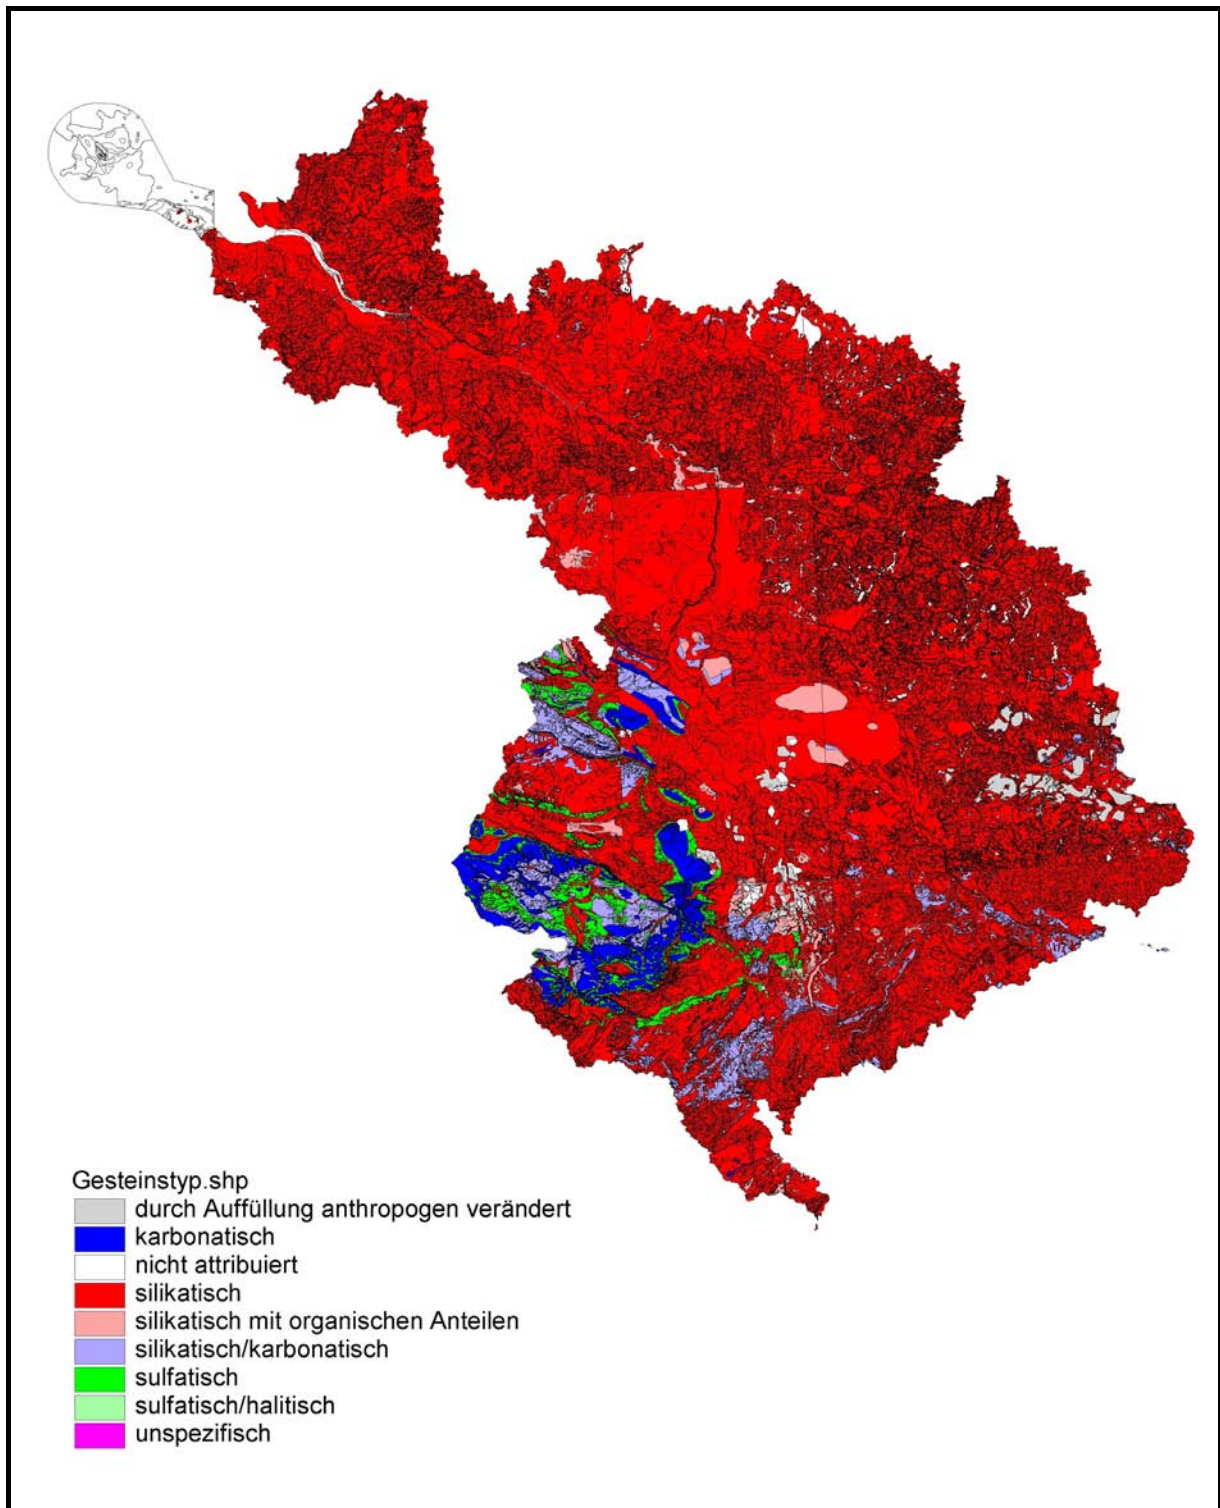 Gesteinstyp.shp
durch Auffüllung anthropogen verändert
karbonatisch
nicht attribuiert
silikatisch
silikatisch mit organischen Anteilen
silikatisch/karbonatisch
sulfatisch
sulfatisch/halitisch
unspezifisch